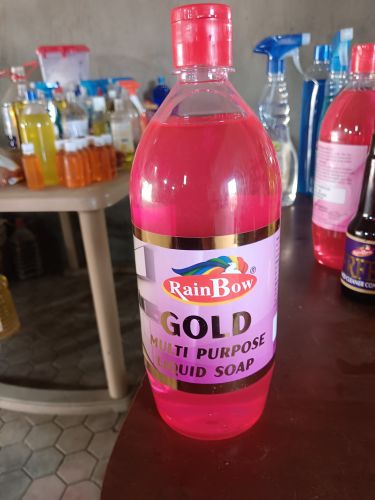 RainBow®
GOLD
MULTI PURPOSE
LIQUID SOAP